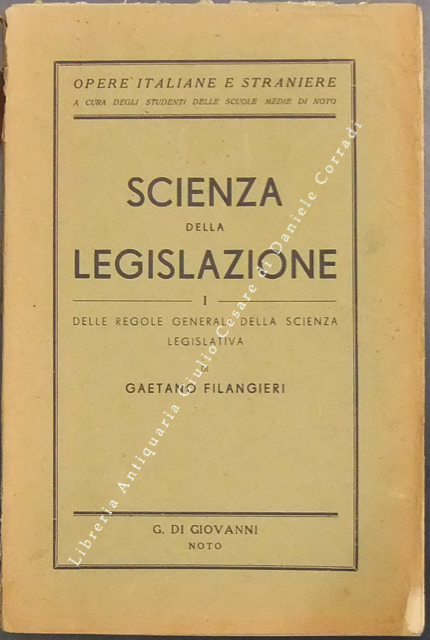 OPERE ITALIANE E STRANIERE
A CURA DEGLI STUDENTI DELLE SCUOLE MEDIE DI NOTO
SCIENZA
DELLA
LEGISLAZIONE
I
DELLE REGOLE GENERALI DELLA SCIENZA
LEGISLATIVA
DI
GAETANO FILANGIERI
G. DI GIOVANNI
NOTO
Libreria Antiquaria Giulio Cesare di Daniele Corradi